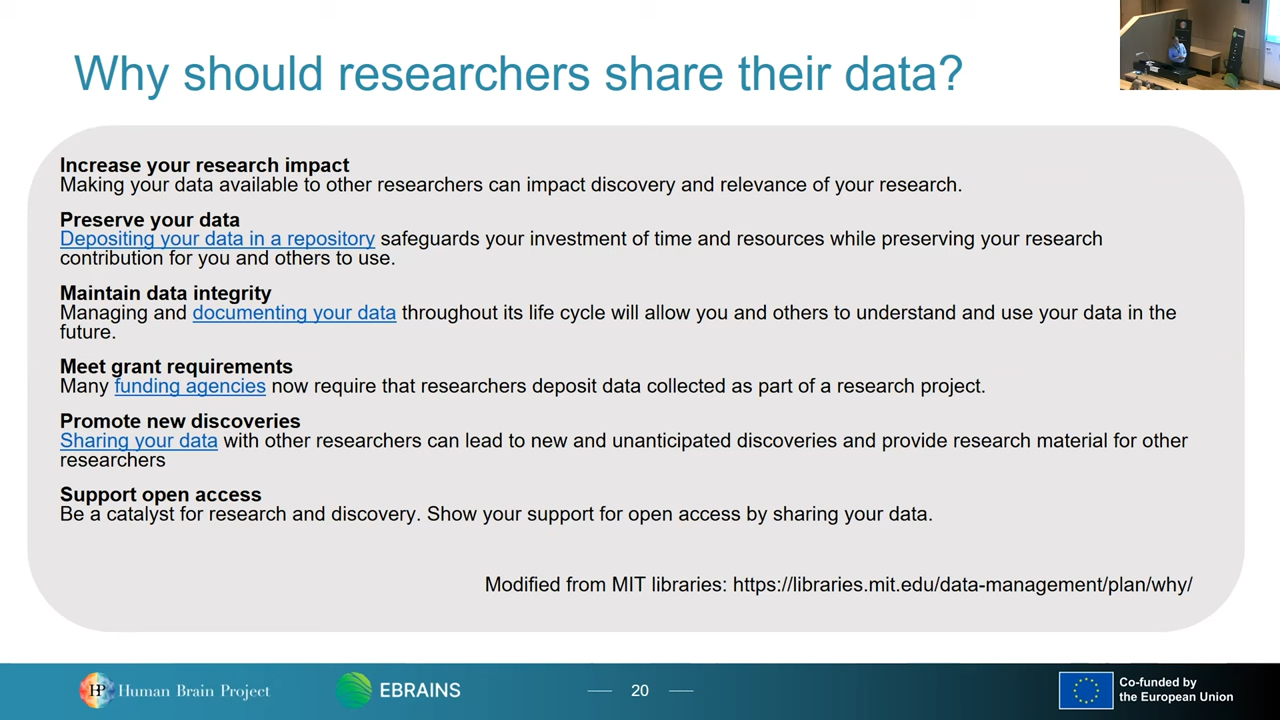 Why should researchers share their data?
Increase your research impact
Making your data available to other researchers can impact discovery and relevance of your research.
Preserve your data
Depositing your data in a repository safeguards your investment of time and resources while preserving your research
contribution for you and others to use.
Maintain data integrity
Managing and documenting your data throughout its life cycle will allow you and others to understand and use your data in the
future.
Meet grant requirements
Many funding agencies now require that researchers deposit data collected as part of a research project.
Promote new discoveries
Sharing your data with other researchers can lead to new and unanticipated discoveries and provide research material for other
researchers
Support open access
Be a catalyst for research and discovery. Show your support for open access by sharing your data.
Modified from MIT libraries: https://libraries.mit.edu/data-management/plan/why/
HP Human Brain Project
EBRAINS
20
Co-funded by
the European Union